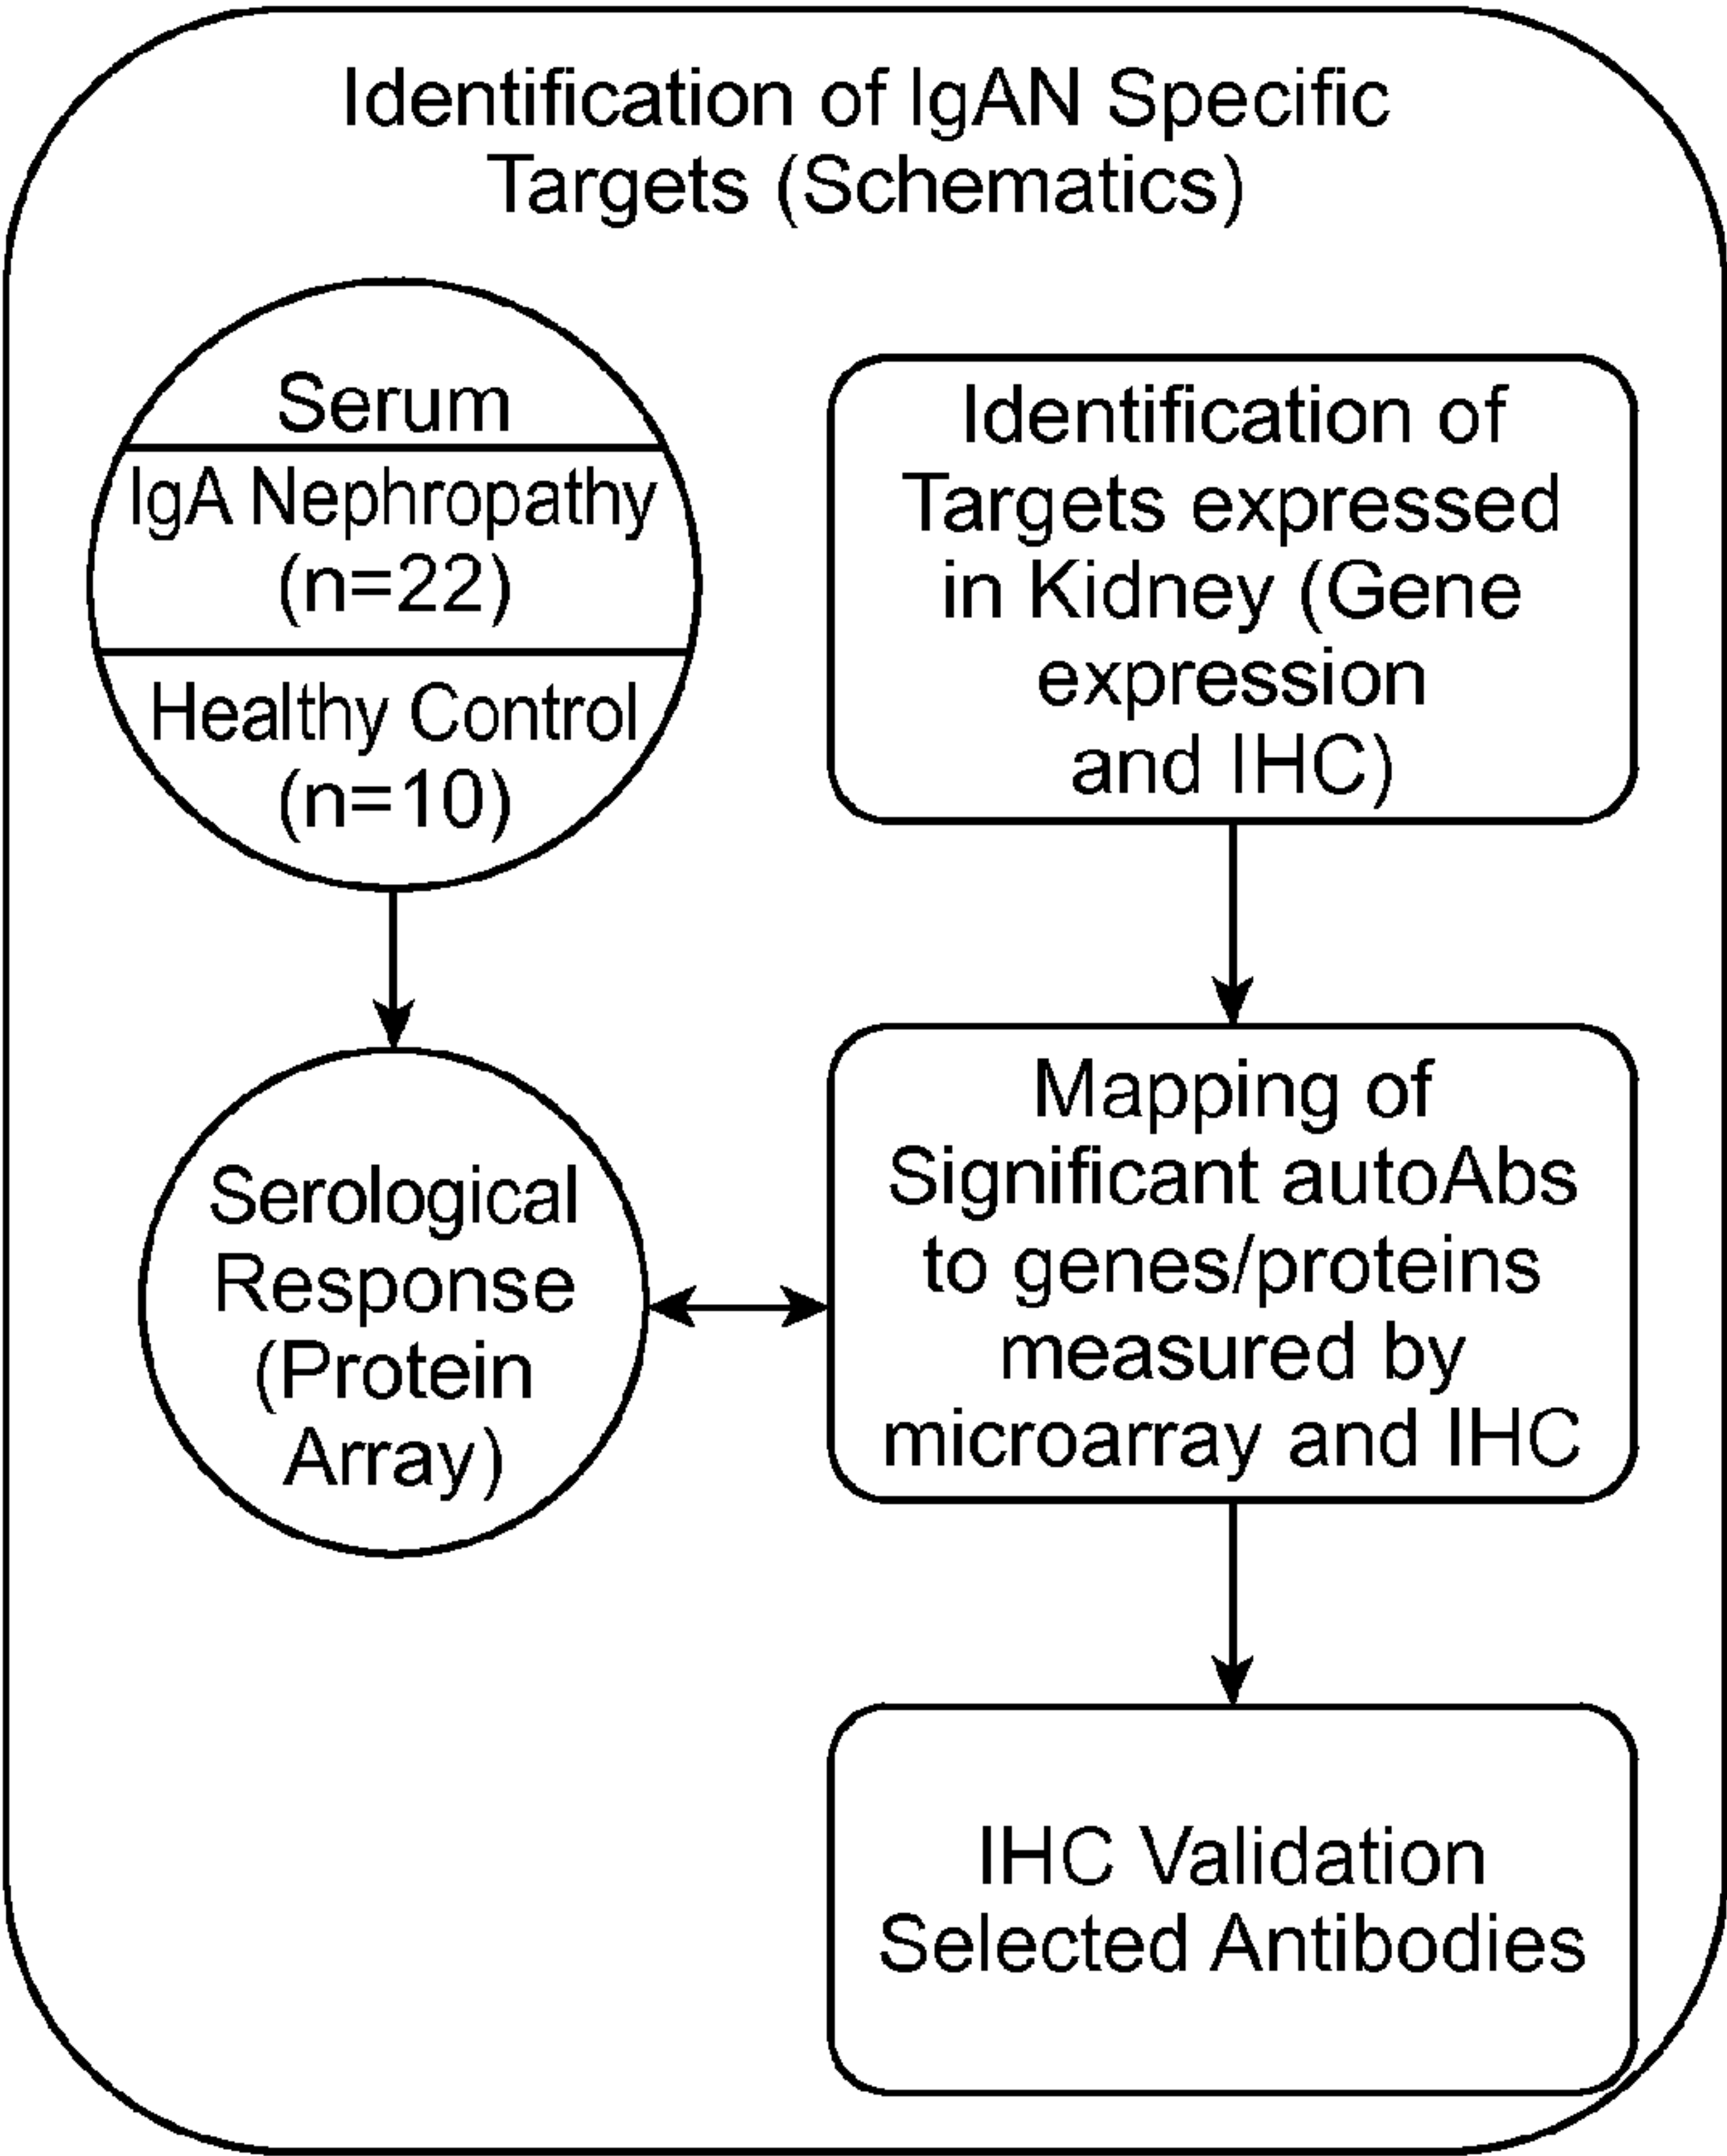 Identification of IgAN Specific
Targets (Schematics)
Serum
IgA Nephropathy
(n=22)
Healthy Control
(n=10)
Identification of
Targets expressed
in Kidney (Gene
expression
and IHC)
Serological
Response
(Protein
Array)
Mapping of
Significant autoAbs
to genes/proteins
measured by
microarray and IHC
IHC Validation
Selected Antibodies